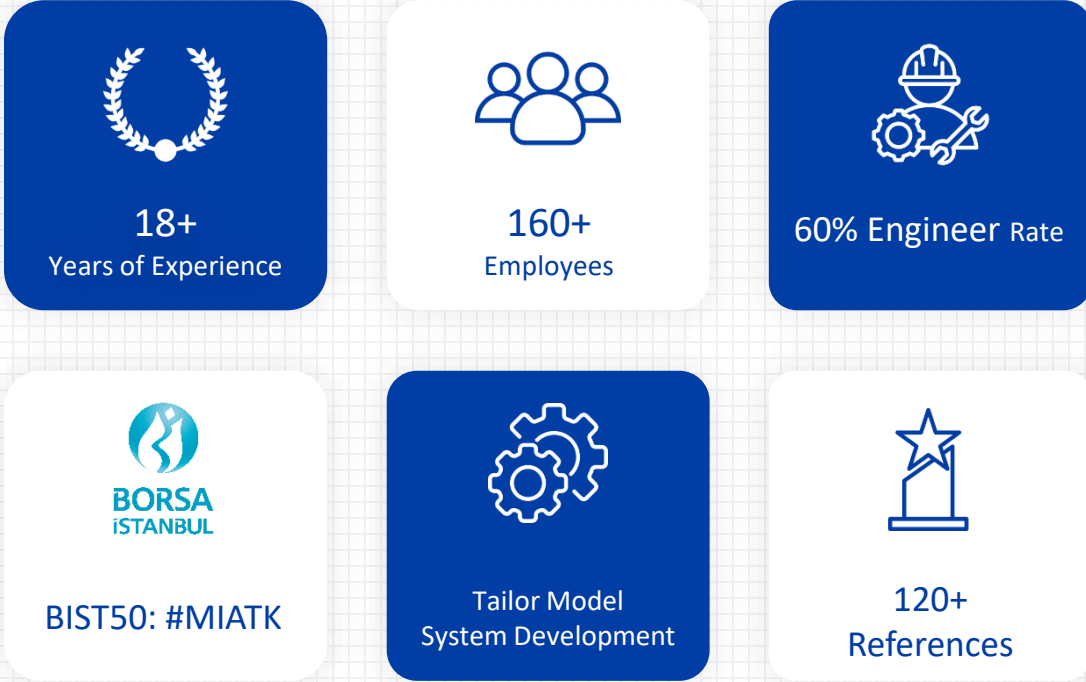 18+
Years of Experience
160+
Employees
60% Engineer Rate
BORSA
İSTANBUL
BIST50: #MIATK
Tailor Model
System Development
120+
References